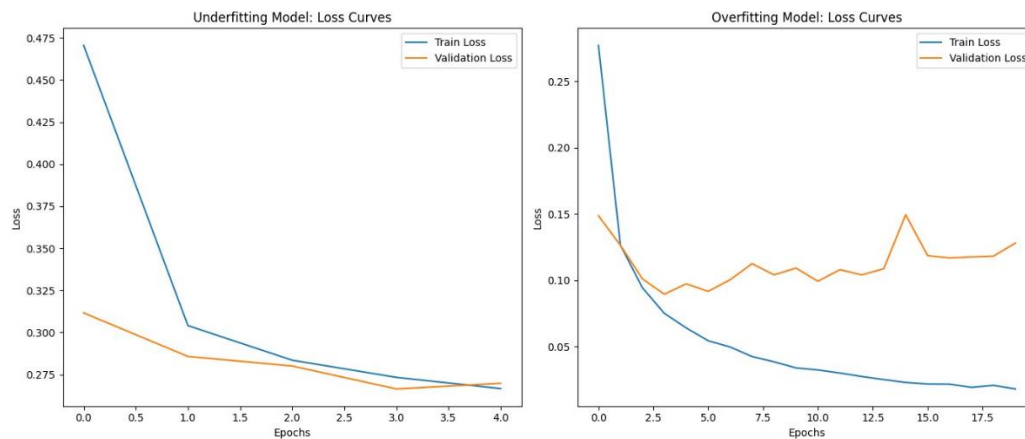 Underfitting Model: Loss Curves
0.475
0.450
0.425
0.400
0.375
0.350
0.325
0.300
0.275
Loss
Train Loss
Validation Loss
0.0 0.5 1.0 1.5 2.0 2.5 3.0 3.5 4.0
Epochs
Overfitting Model: Loss Curves
0.25
0.20
0.15
0.10
0.05
Loss
Train Loss
Validation Loss
0.0 2.5 5.0 7.5 10.0 12.5 15.0 17.5
Epochs